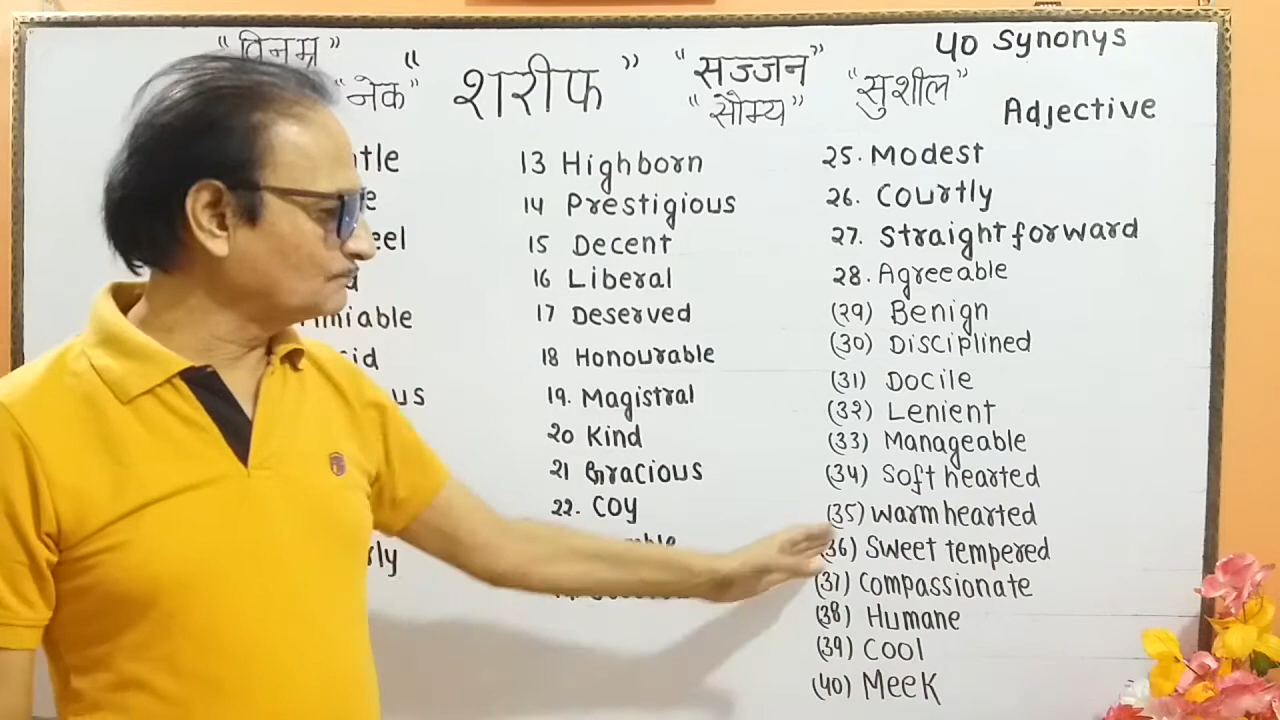 "विनम्र"
"नेक"
"शरीफ"
"सज्जन"
"सौम्य"
"सुशील"
40 Synonys
Adjective
miable
13 Highborn
14 Prestigious
15 Decent
16 Liberal
17 Deserved
18 Honourable
19. Magistral
20 Kind
21 Gracious
22. Coy
25. Modest
26. Courtly
27. Straight forward
28. Agreeable
(29) Benign
(30) Disciplined
(31) Docile
(32) Lenient
(33) Manageable
(34) Soft hearted
(35) Warm hearted
36) Sweet tempered
(37) Compassionate
(38) Humane
(39) Cool
(40) Meek